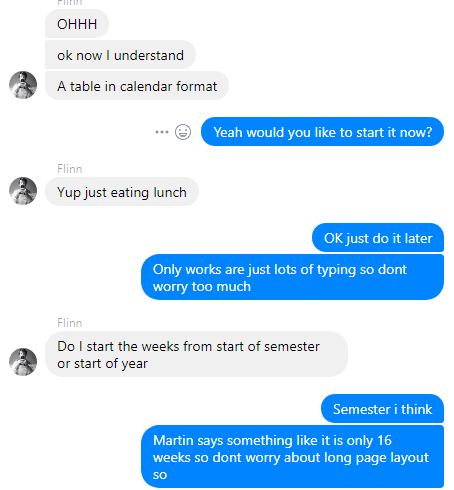 Flinn
OHHH
ok now I understand
A table in calendar format
Yeah would you like to start it now?
Flinn
Yup just eating lunch
OK just do it later
Only works are just lots of typing so dont
worry too much
Flinn
Do I start the weeks from start of semester
or start of year
Semester i think
Martin says something like it is only 16
weeks so dont worry about long page layout
so